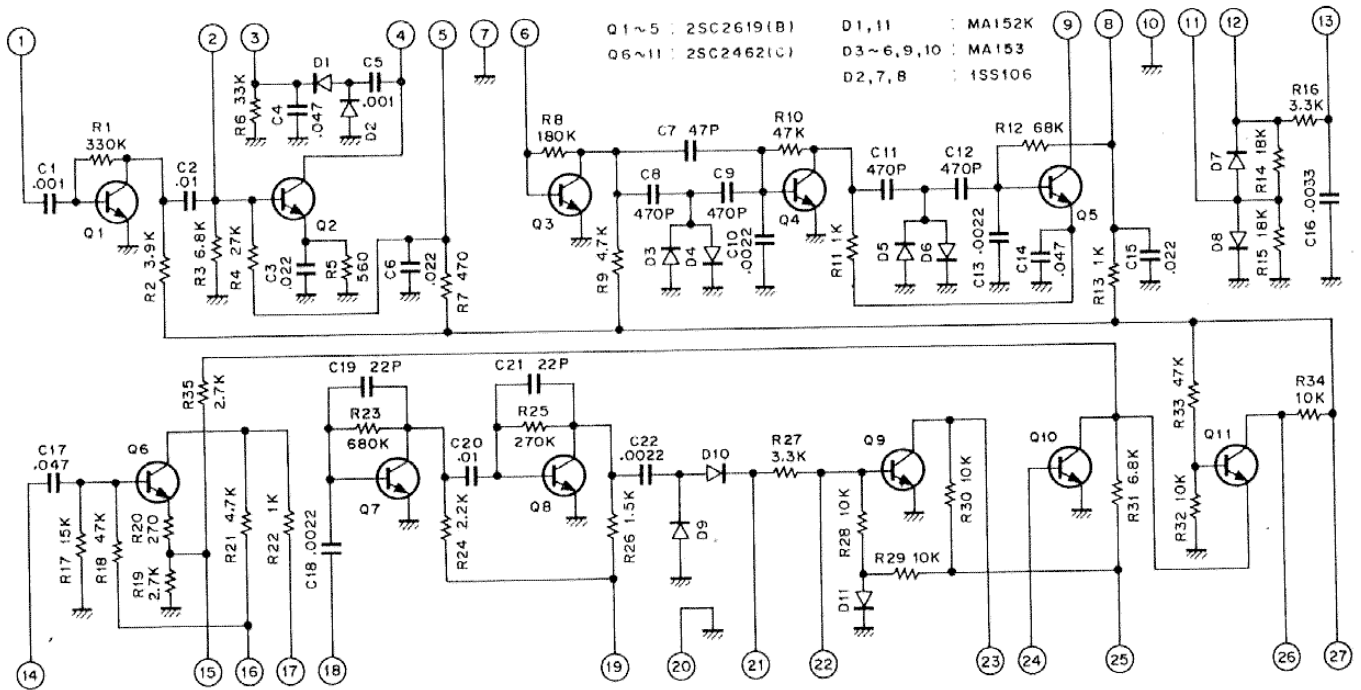 1
2
3
4
5
7
6
9
8
10
11
12
13
Q1~5 : 2SC2619(B)
D1,11 : MA152K
Q6~11 : 2SC2462(C)
D3~6,9,10 : MA153
D2,7,8 : 1SS106
R6 33K
D1
C5
.001
C4
.047
D2
R1
330K
C1
.001
Q1
C2
.01
R2 3.9K
R3 6.8K
R4 27K
Q2
C3
.022
R5
560
C6
.022
R7 470
R8
180K
C7 47P
R10
47K
Q3
C8
470P
C9
470P
Q4
R9 4.7K
D3
D4
C10
.0022
C11
470P
C12
470P
R12 68K
R11 1K
D5
D6
C13 .0022
C14
.047
Q5
R13 1K
C15
.022
R16
3.3K
D7
R14 18K
D8
R15 18K
C16 .0033
R35
2.7K
C19 22P
R23
680K
C21 22P
R25
270K
C17
.047
Q6
R17 15K
R18 47K
R20
270
R19
2.7K
R21 4.7K
R22 1K
C18 .0022
Q7
C20
.01
R24 2.2K
Q8
C22
.0022
R26 1.5K
D10
D9
R27
3.3K
Q9
R28 10K
R29 10K
R30 10K
D11
Q10
R31 6.8K
R33 47K
R32 10K
Q11
R34
10K
14
15
16
17
18
19
20
21
22
23
24
25
26
27